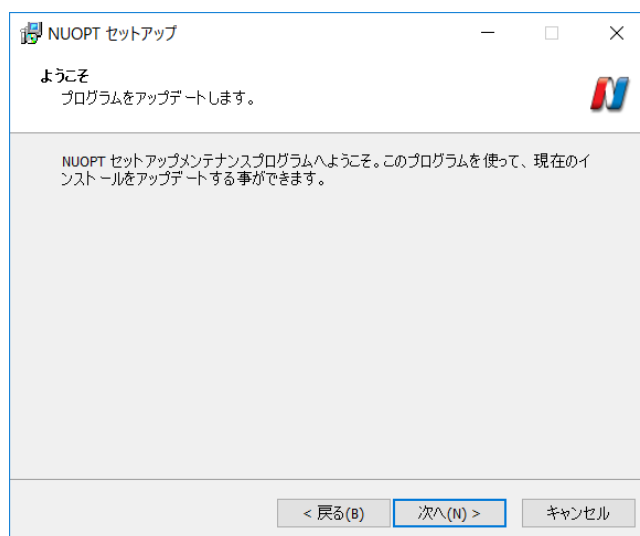 NUOPT セットアップ
ようこそ
プログラムをアップデートします。
NUOPT セットアップメンテナンスプログラムへようこそ。このプログラムを使って、現在のイ
ンストールをアップデートする事ができます。
< 戻る(B) 次へ(N) > キャンセル